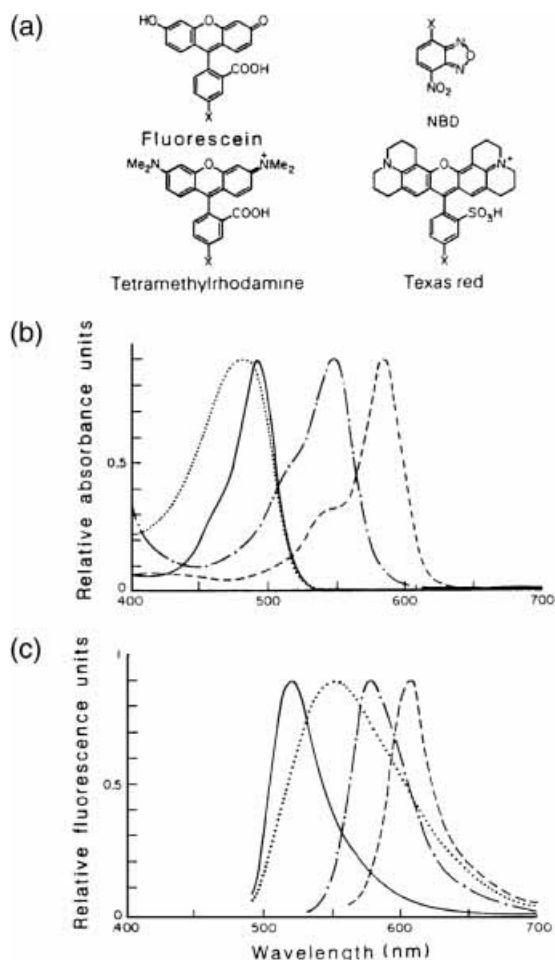 (a)
HO O O
COOH
X
Fluorescein
X
N
O
N
NO₂
NBD
Me₂N O N⁺Me₂
COOH
X
Tetramethylrhodamine
N O N⁺
SO₃H
X
Texas red
(b)
Relative absorbance units
0.5
0
400 500 600 700
(c)
Relative fluorescence units
1
0.5
0
400 500 600 700
Wavelength (nm)